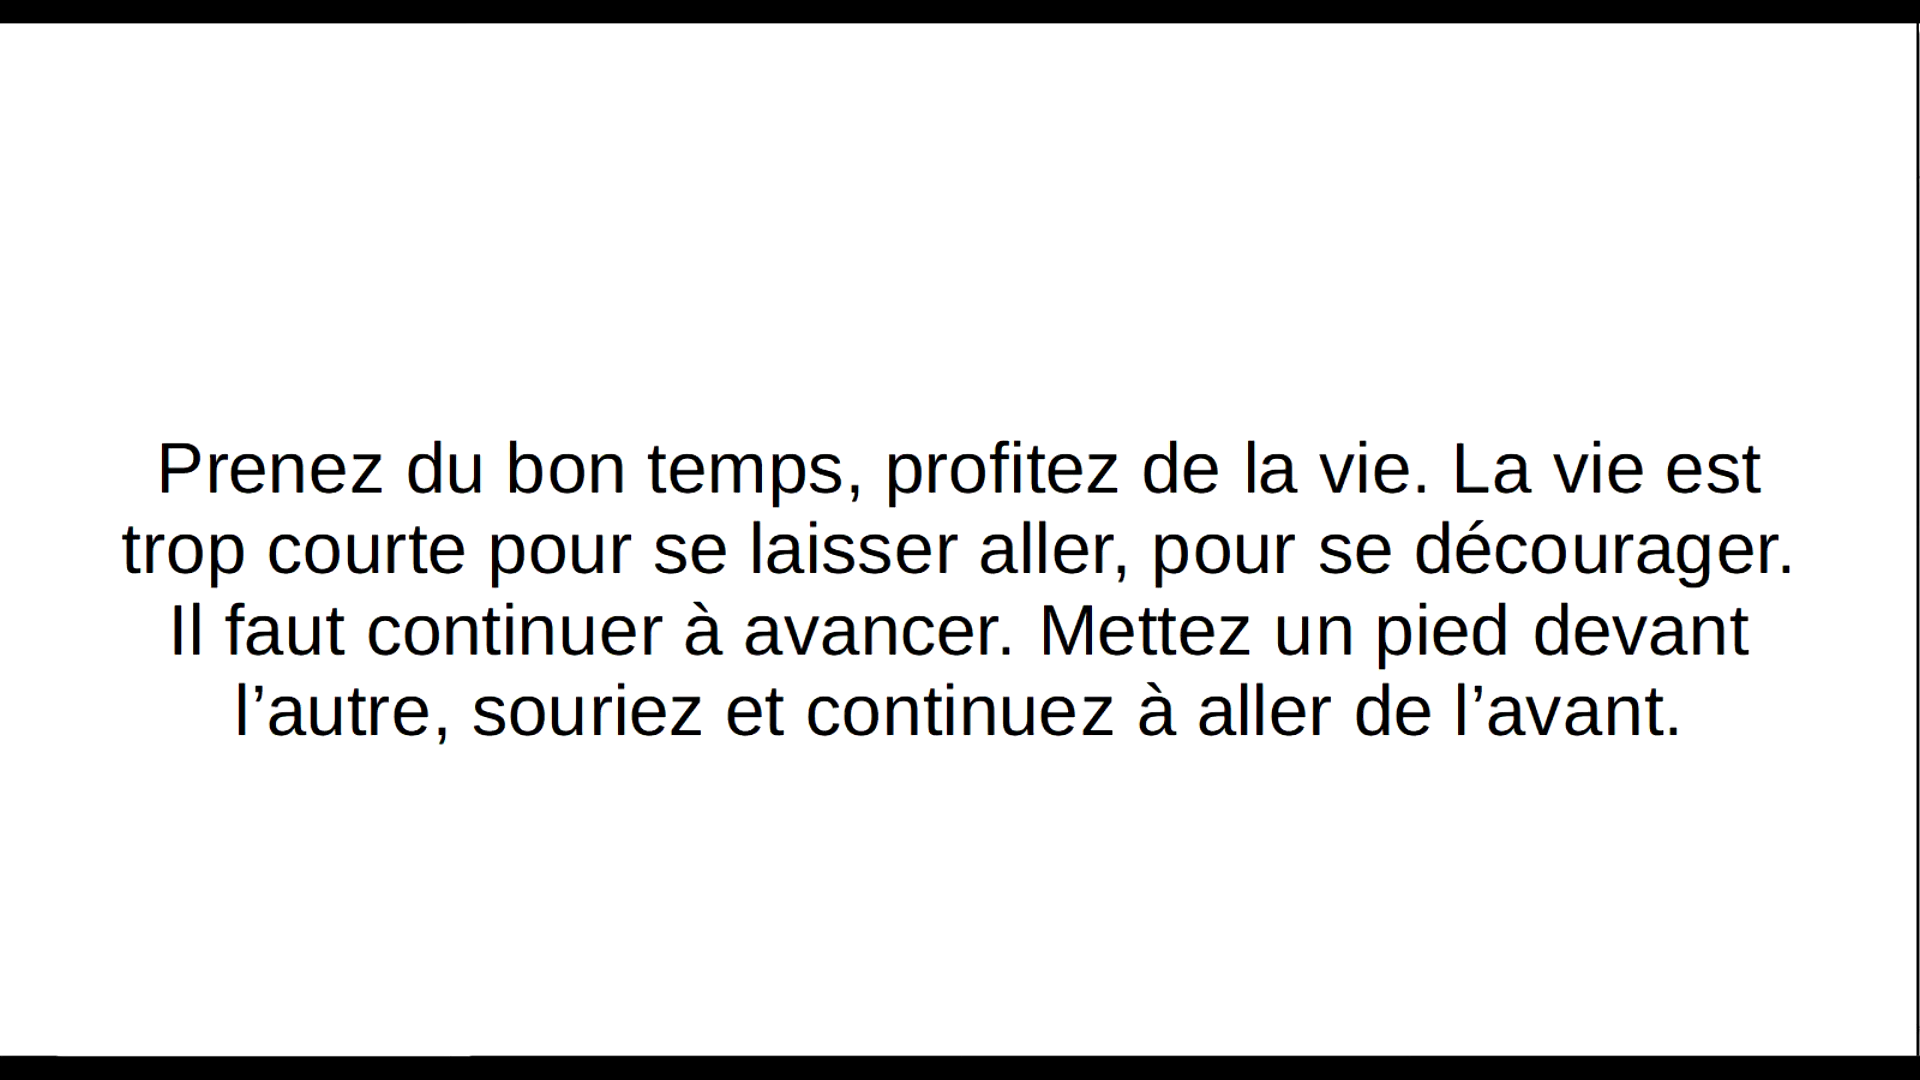 Prenez du bon temps, profitez de la vie. La vie est
trop courte pour se laisser aller, pour se décourager.
Il faut continuer à avancer. Mettez un pied devant
l’autre, souriez et continuez à aller de l’avant.